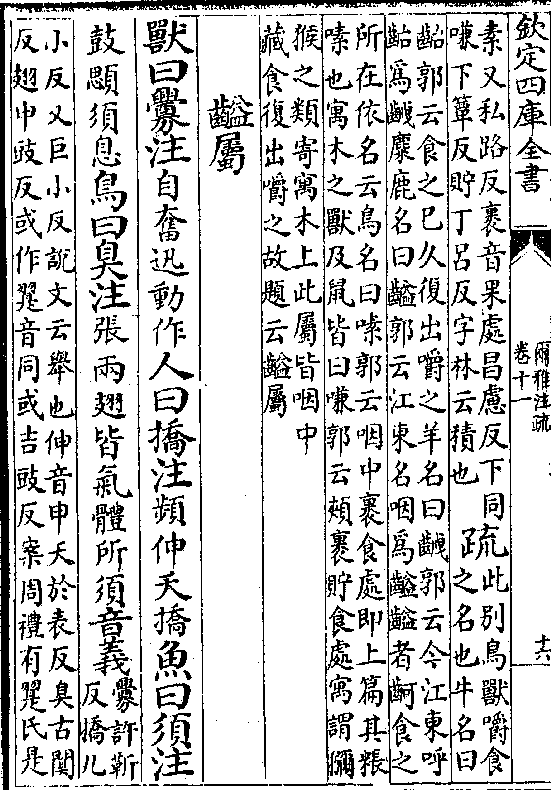 欽定四庫全書
爾雅注疏
卷十一
十六
素又私路反裹音果處昌慮反下同
嗛下簟反貯丁呂反字林云積也
疏
此別鳥獸嚼食
之名也牛名曰
齝郭云食之巳久復出嚼之羊名曰齥郭云今江東呼
齝爲齥麋鹿名曰齸郭云江東名咽爲齸齸者齝食之
所在依名云鳥名曰嗉郭云咽中裹食處即上篇其粻
嗉也寓木之獸及鼠皆曰嗛郭云頰裹貯食處寓謂獼
猴之類寄寓木上此屬皆咽中
藏食復出嚼之故題云齸屬
齸屬
獸曰釁注自奮迅動作人曰撟注頻伸夭撟魚曰須注
鼓顋須息鳥曰狊注張兩翅皆氣體所須音義
釁許靳
反撟几
小反又巨小反說文云舉也伸音申夭於表反狊古闃
反翅申豉反或作翨音同或吉豉反案周禮有翨氏是